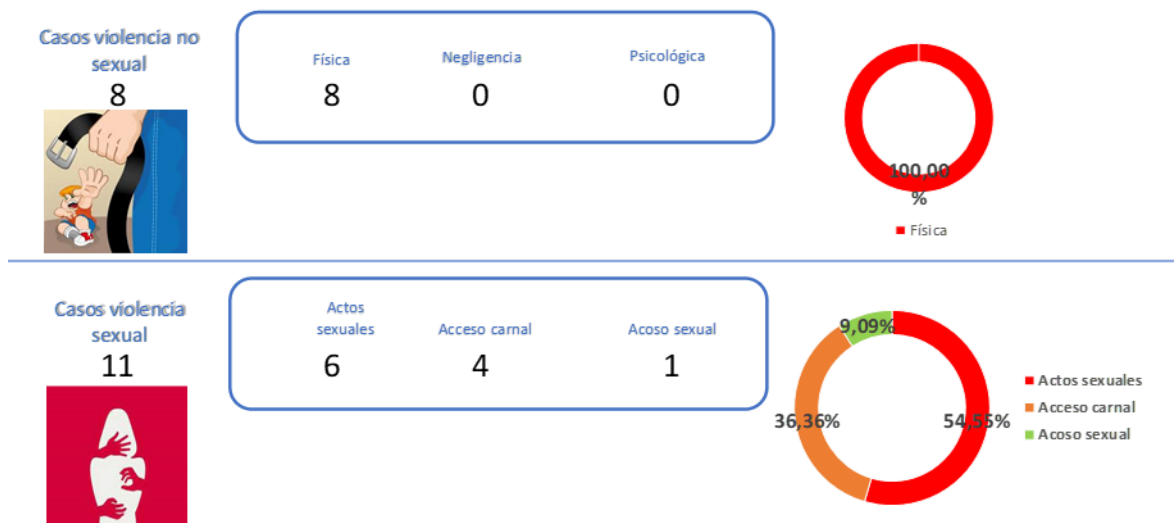 Casos violencia no
sexual
8
Física
8
Negligencia
0
Psicológica
0
100,00
%
Física
Casos violencia
sexual
11
Actos
sexuales
6
Acceso carnal
4
Acoso sexual
1
9,09%
36,36%
54,55%
Actos sexuales
Acceso carnal
Acoso sexual